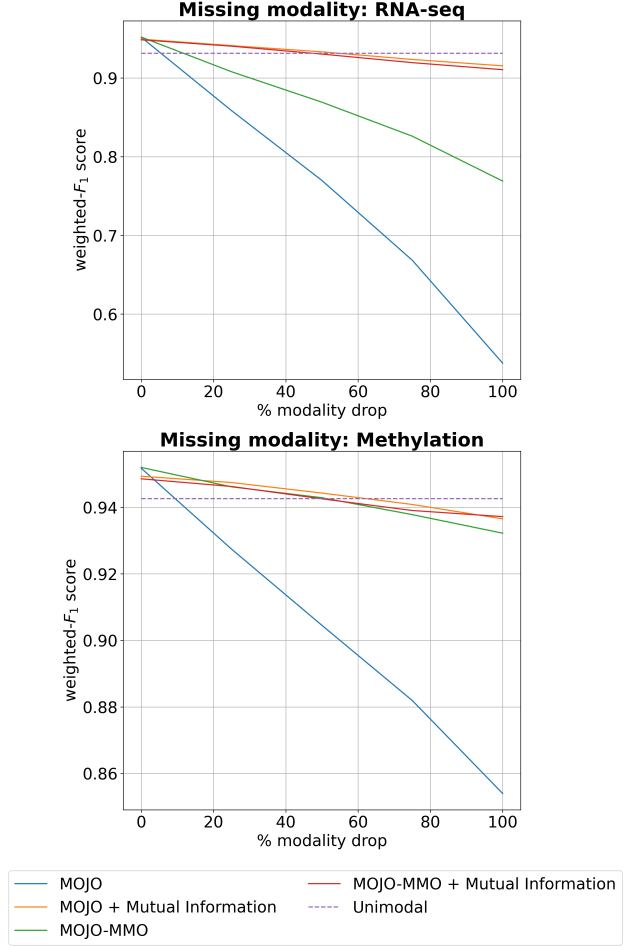 Missing modality: RNA-seq
0.9
0.8
0.7
0.6
weighted-F1 score
0 20 40 60 80 100
% modality drop
Missing modality: Methylation
0.94
0.92
0.90
0.88
0.86
weighted-F1 score
0 20 40 60 80 100
% modality drop
MOJO
MOJO + Mutual Information
MOJO-MMO
MOJO-MMO + Mutual Information
Unimodal